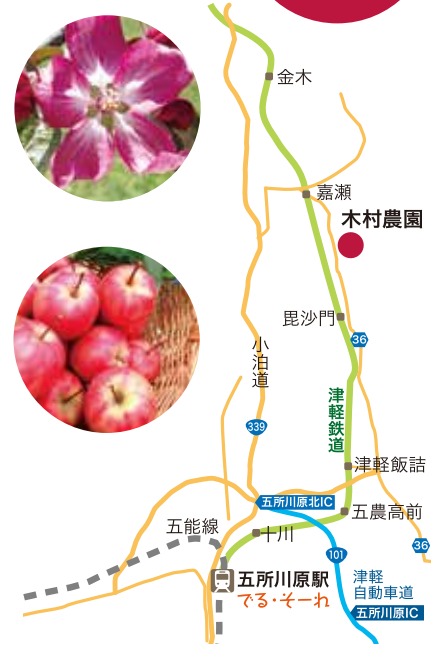 金木
嘉瀬
木村農園
毘沙門
36
小泊道
津軽鉄道
339
津軽飯詰
五所川原北IC
五農高前
五能線
十川
36
101
五所川原駅
でる・そーれ
津軽
自動車道
五所川原IC